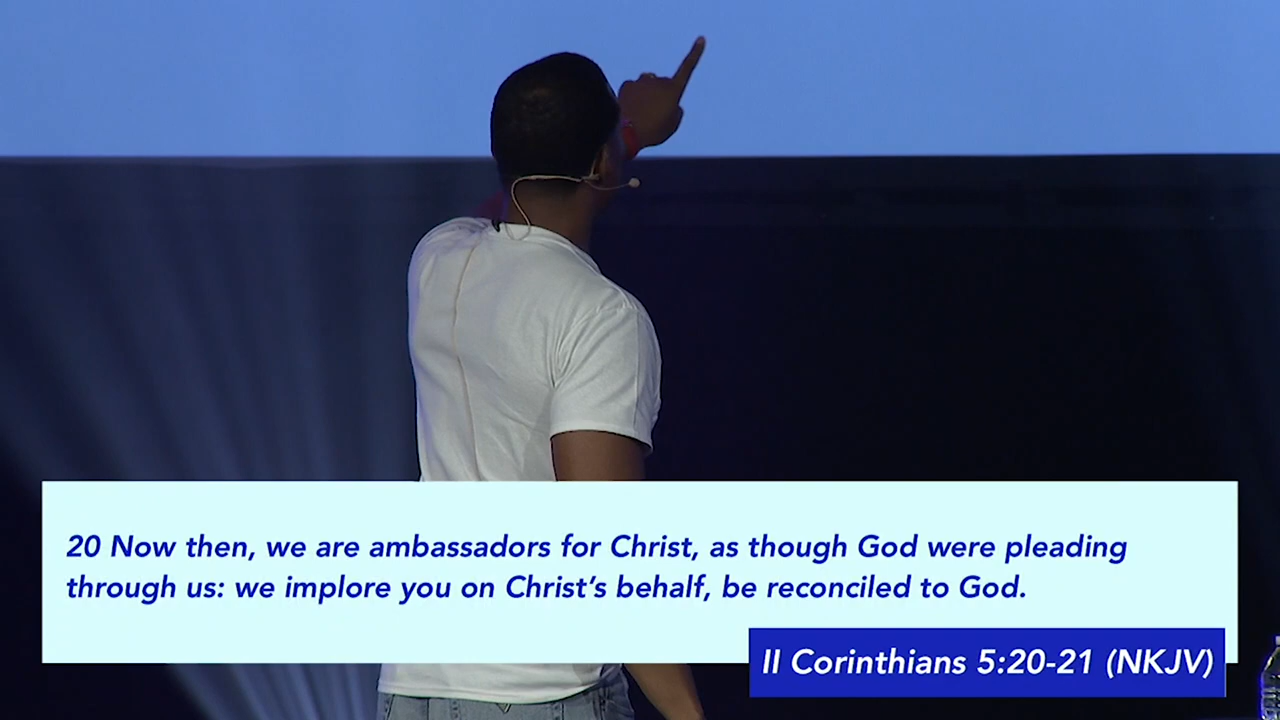 20 Now then, we are ambassadors for Christ, as though God were pleading
through us: we implore you on Christ’s behalf, be reconciled to God.
II Corinthians 5:20-21 (NKJV)